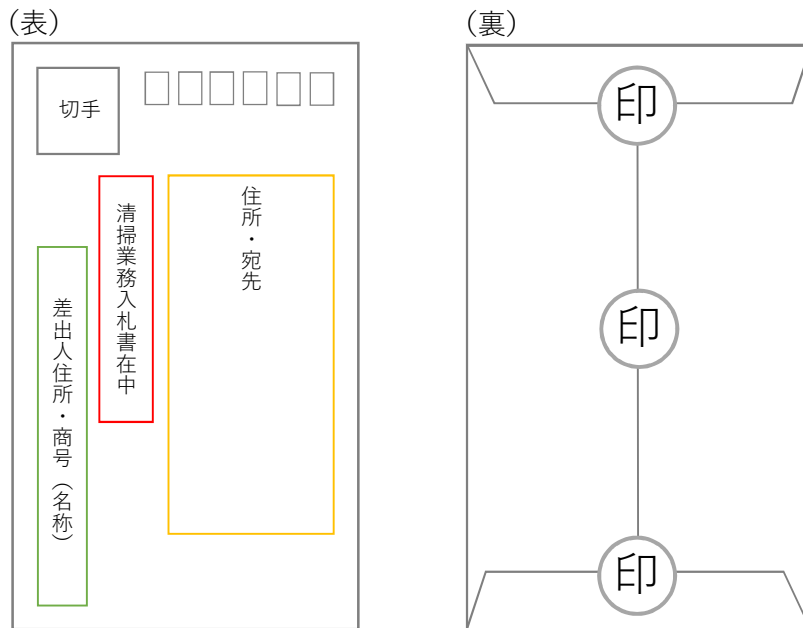 （表）
切手
住所・宛先
清掃業務入札書在中
差出人住所・商号（名称）
（裏）
印
印
印